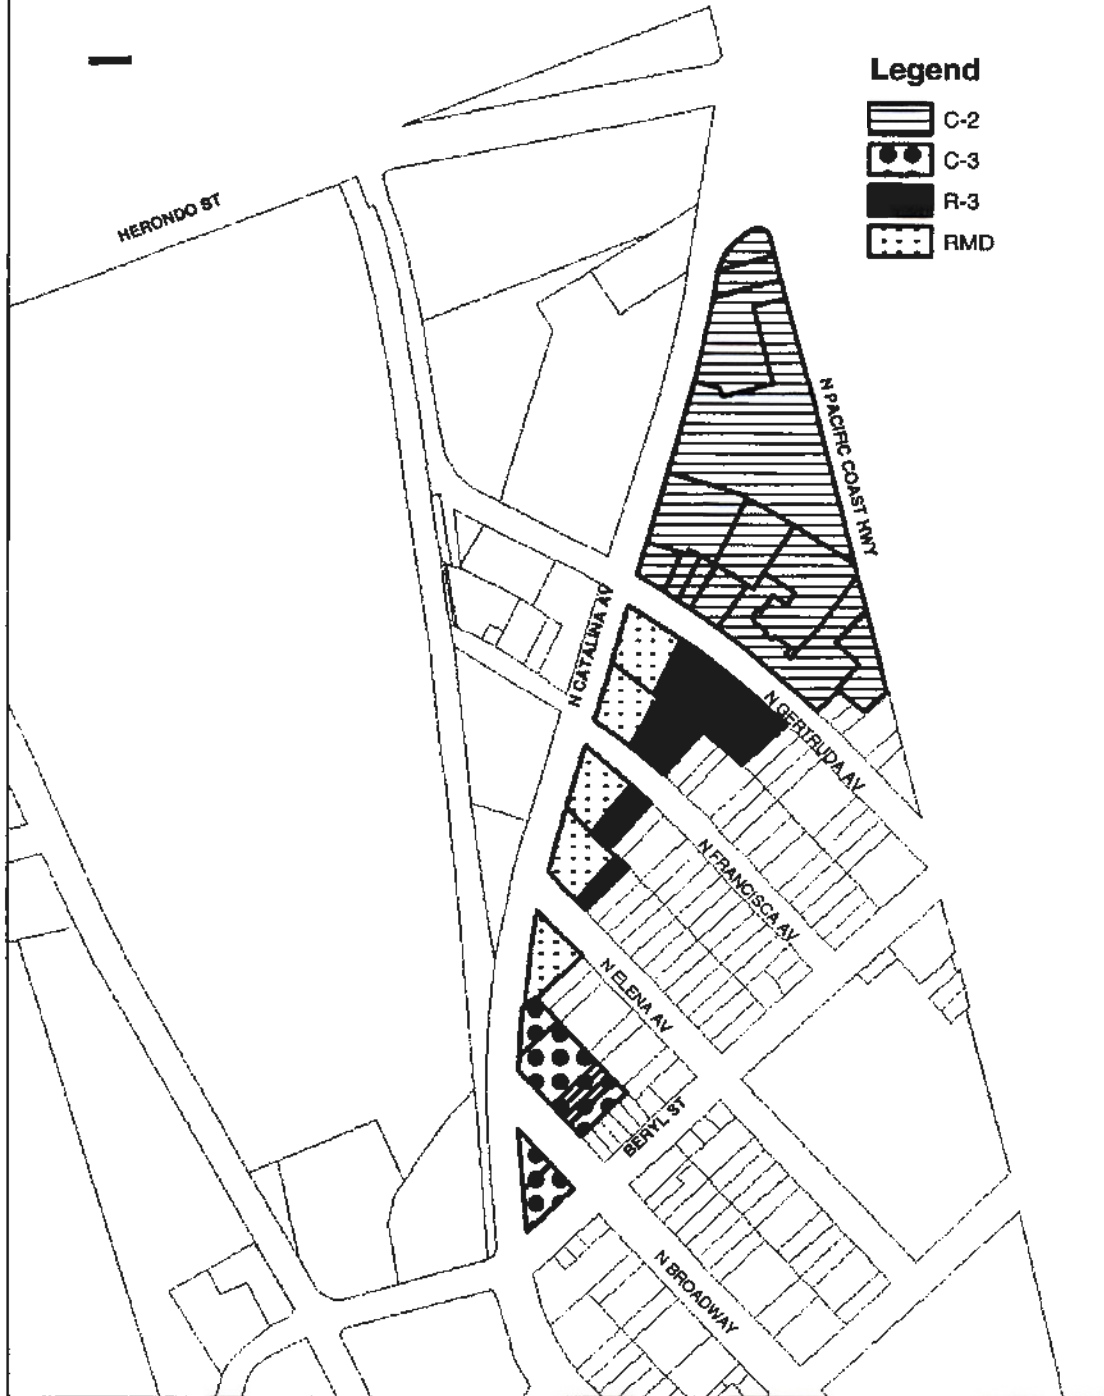 Legend
C-2
C-3
R-3
RMD
HERONDO ST
N PACIFIC COAST HWY
N CATALINA AV
N GERTRUDA AV
N FRANCISCA AV
N ELENA AV
BERYL ST
N BROADWAY